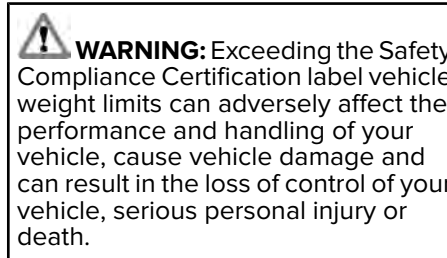 WARNING: Exceeding the Safety
Compliance Certification label vehicle
weight limits can adversely affect the
performance and handling of your
vehicle, cause vehicle damage and
can result in the loss of control of your
vehicle, serious personal injury or
death.